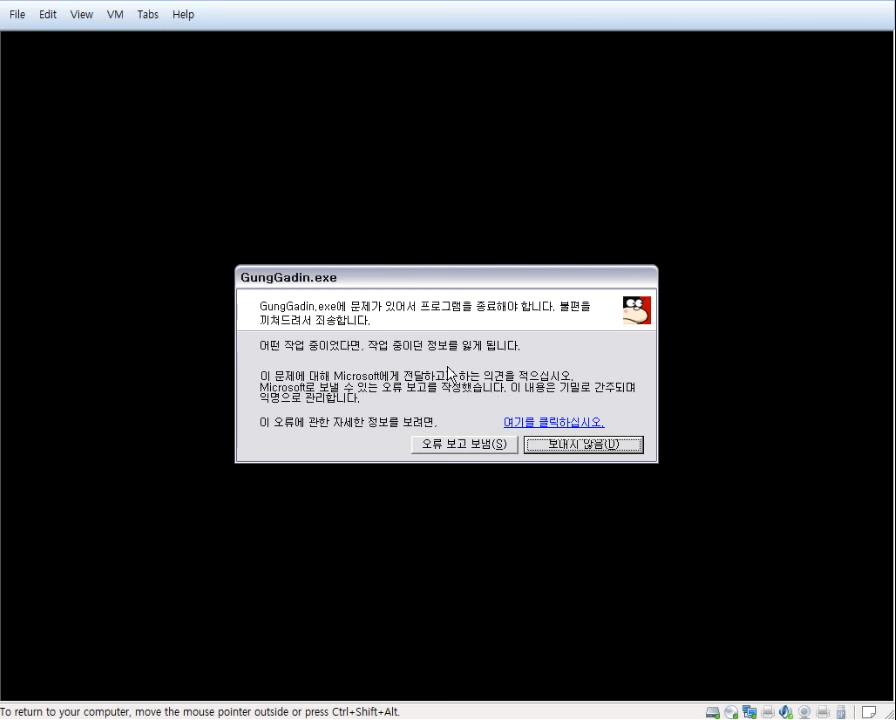 File Edit View VM Tabs Help
GungGadin.exe
GungGadin.exe에 문제가 있어서 프로그램을 종료해야 합니다. 불편을
끼쳐드려서 죄송합니다.
어떤 작업 중이었다면, 작업 중이던 정보를 잃게 됩니다.
이 문제에 대해 Microsoft에게 전달하고자 하는 의견을 적으십시오.
Microsoft로 보낼 수 있는 오류 보고를 작성했습니다. 이 내용은 기밀로 간주되며
익명으로 관리합니다.
이 오류에 관한 자세한 정보를 보려면, 여기를 클릭하십시오.
오류 보고 보냄(S) 보내지 않음(D)
To return to your computer, move the mouse pointer outside or press Ctrl+Shift+Alt.